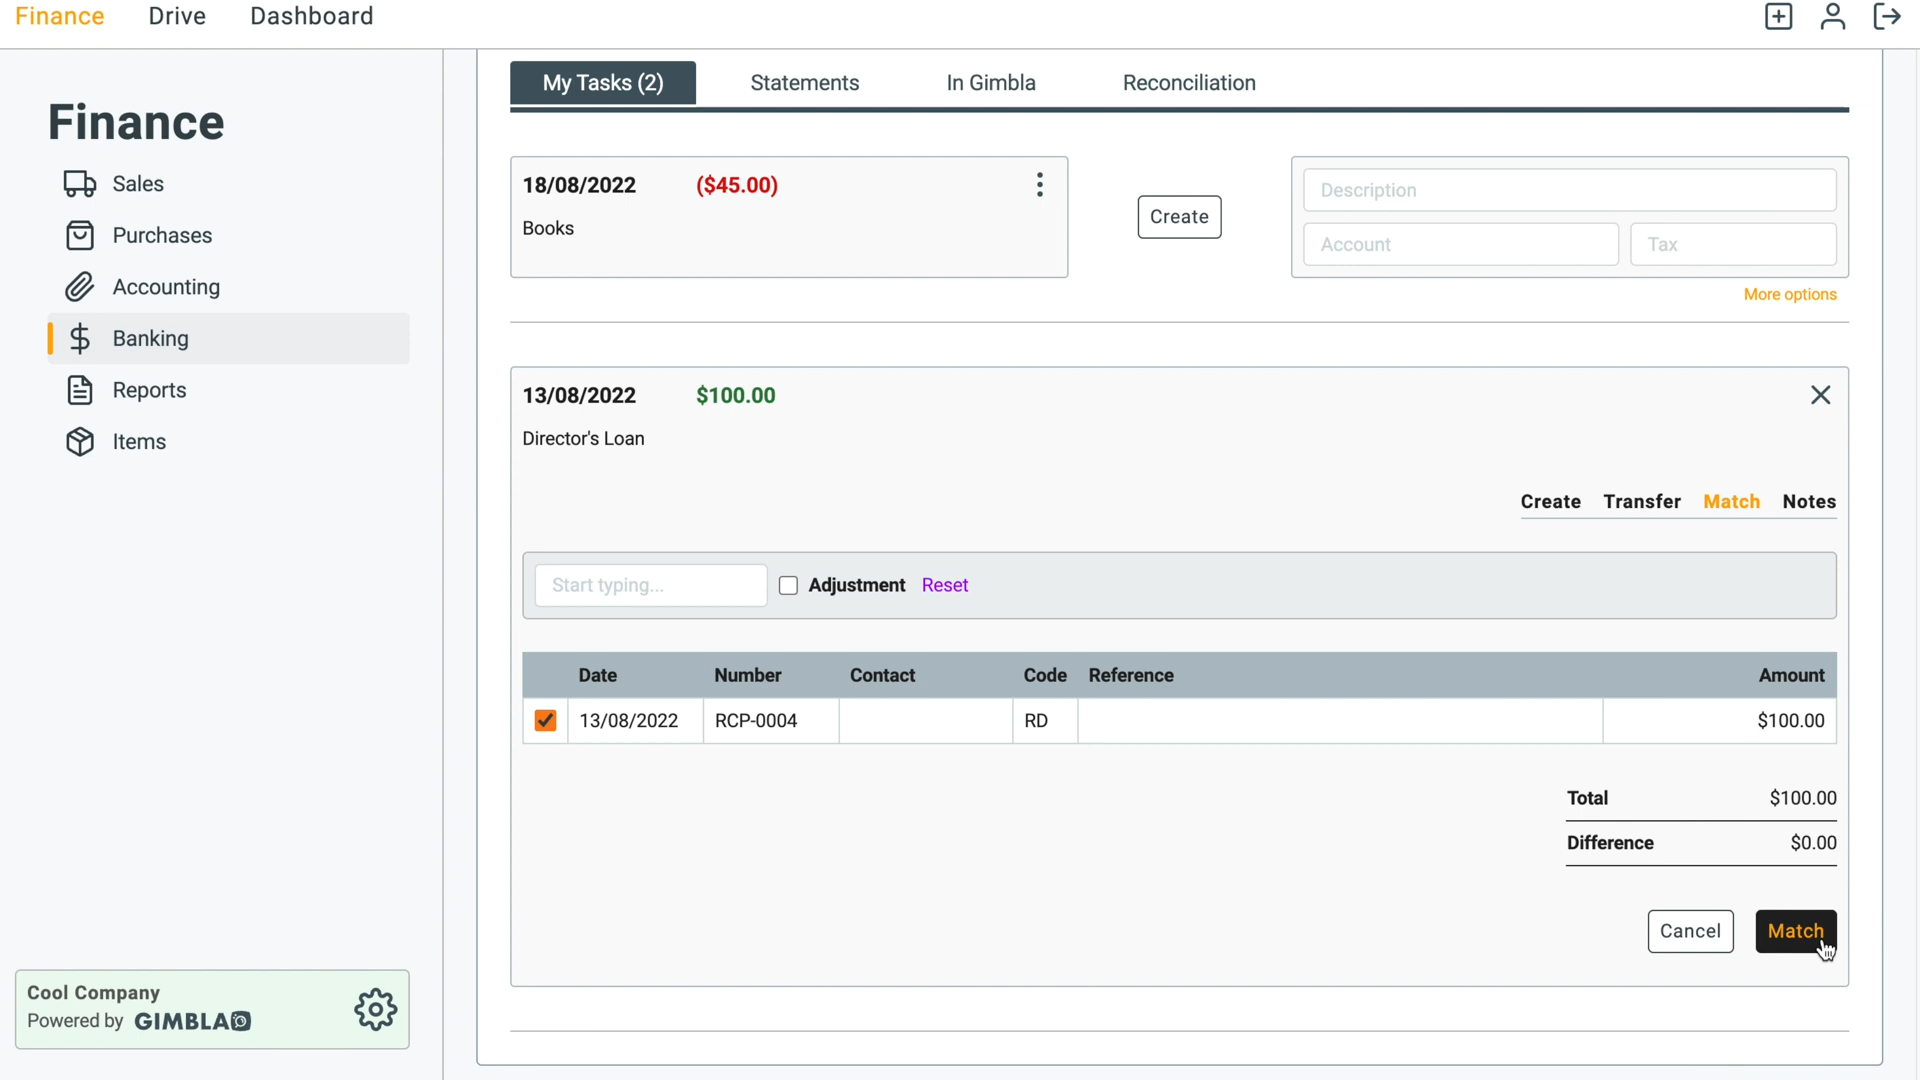 Finance Drive Dashboard
Finance
Sales
Purchases
Accounting
Banking
Reports
Items
Cool Company
Powered by GIMBLA
My Tasks (2) Statements In Gimbla Reconciliation
18/08/2022 ($45.00)
Books
Create
Description
Account Tax
More options
13/08/2022 $100.00
Director's Loan
Create Transfer Match Notes
Start typing... Adjustment Reset
Date Number Contact Code Reference Amount
13/08/2022 RCP-0004 RD $100.00
Total $100.00
Difference $0.00
Cancel Match